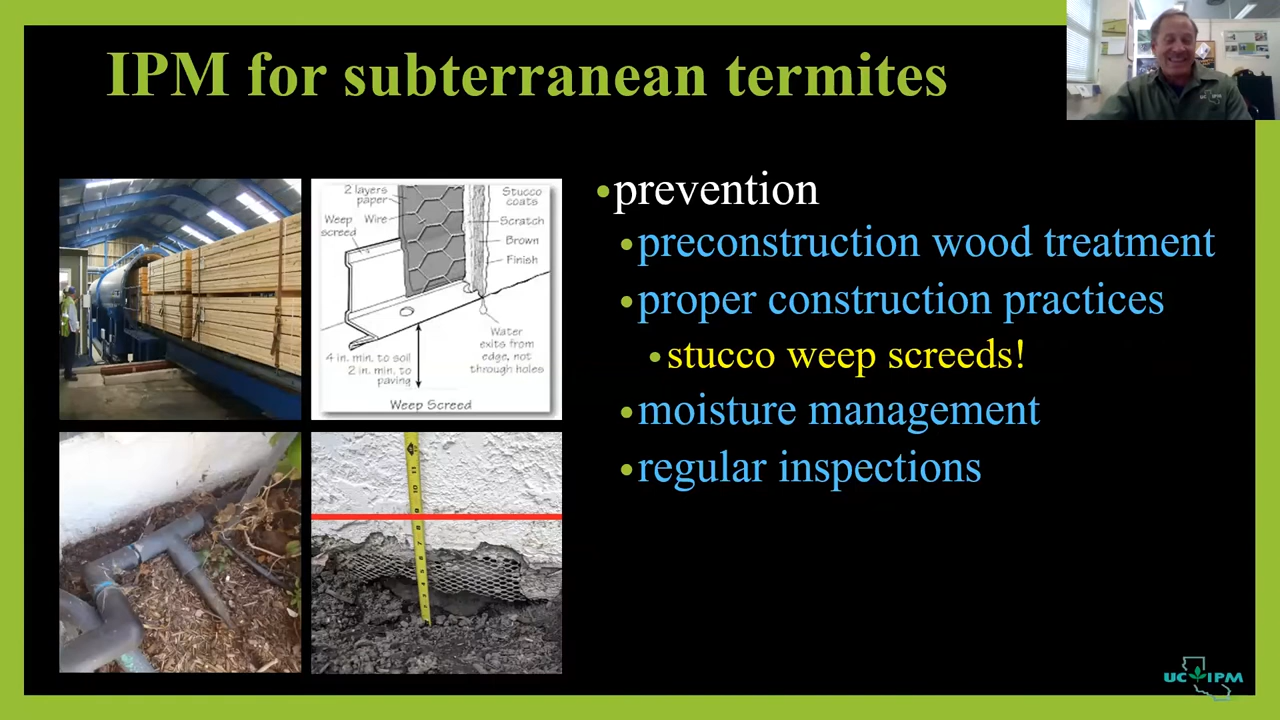 IPM for subterranean termites
2 layers
paper
Wire
Weep
screed
Stucco
coats
Scratch
Brown
Finish
4 in. min. to soil
2 in. min. to
paving
Water
exits from
edge, not
through holes
Weep Screed
•prevention
•preconstruction wood treatment
•proper construction practices
•stucco weep screeds!
•moisture management
•regular inspections
UC IPM